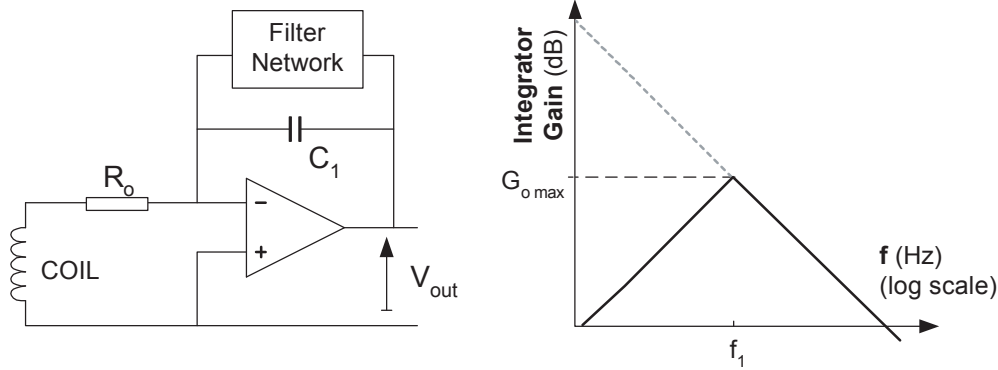 Filter
Network
C₁
Rₒ
−
+
COIL
Vout
Integrator
Gain (dB)
Go max
f (Hz)
(log scale)
f₁